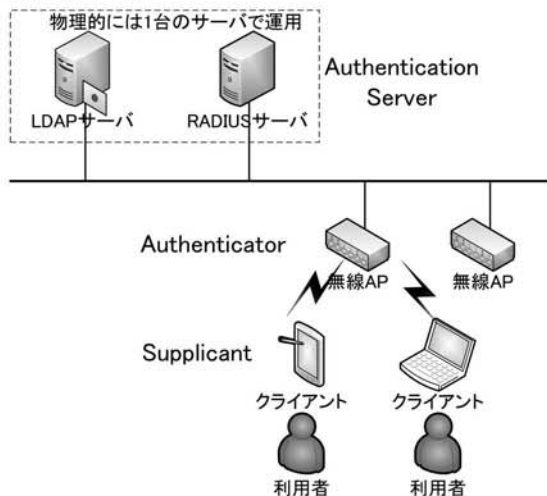 物理的には1台のサーバで運用
Authentication
Server
LDAPサーバ
RADIUSサーバ
Authenticator
無線AP
無線AP
Supplicant
クライアント
クライアント
利用者
利用者